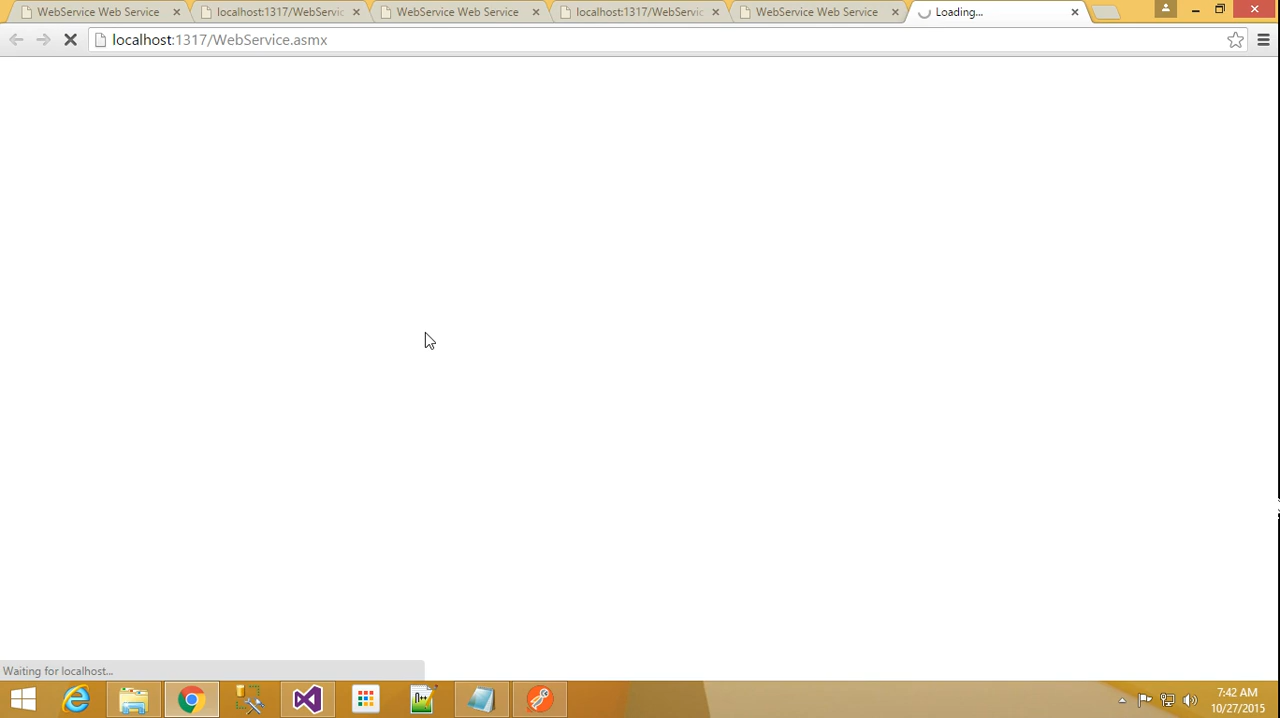 WebService Web Service
localhost:1317/WebServic
WebService Web Service
localhost:1317/WebServic
WebService Web Service
Loading...
localhost:1317/WebService.asmx
Waiting for localhost...
7:42 AM
10/27/2015